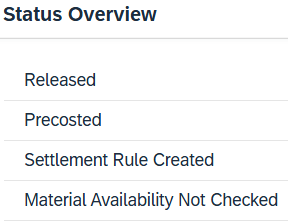 Status Overview
Released
Precosted
Settlement Rule Created
Material Availability Not Checked